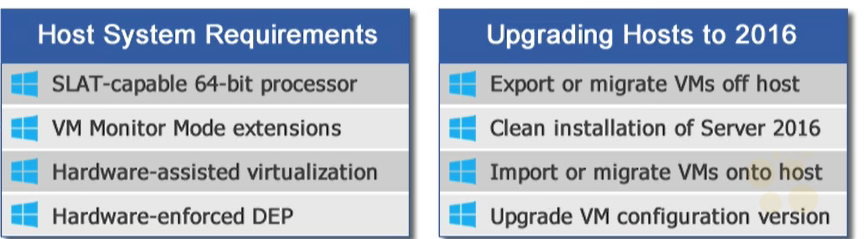 Host System Requirements
SLAT-capable 64-bit processor
VM Monitor Mode extensions
Hardware-assisted virtualization
Hardware-enforced DEP
Upgrading Hosts to 2016
Export or migrate VMs off host
Clean installation of Server 2016
Import or migrate VMs onto host
Upgrade VM configuration version